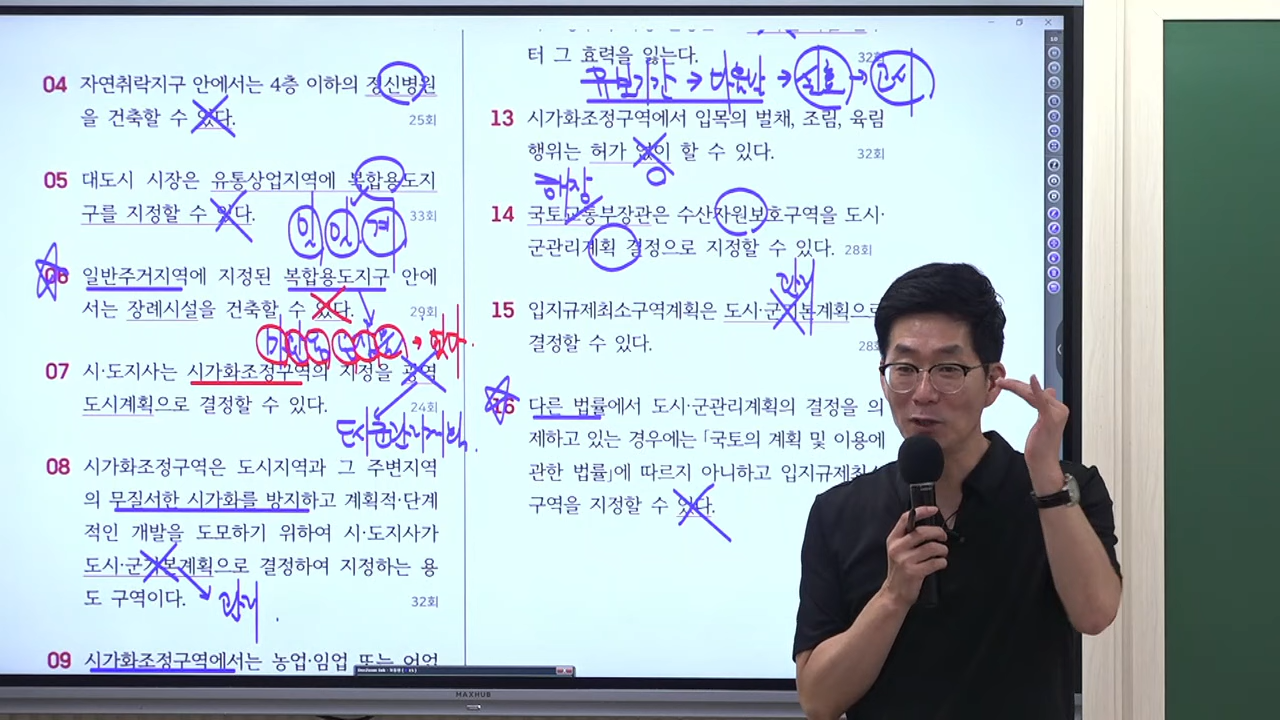 04 자연취락지구 안에서는 4층 이하의 정신병원
을 건축할 수 있다. 25회
05 대도시 시장은 유통상업지역에 복합용도지
구를 지정할 수 있다. 33회
일 일 계
06 일반주거지역에 지정된 복합용도지구 안에
서는 장례시설을 건축할 수 있다. 29회
있다.
07 시·도지사는 시가화조정구역의 지정을 광역
도시계획으로 결정할 수 있다. 24회
도시군관리계획.
08 시가화조정구역은 도시지역과 그 주변지역
의 무질서한 시가화를 방지하고 계획적·단계
적인 개발을 도모하기 위하여 시·도지사가
도시·군기본계획으로 결정하여 지정하는 용
도 구역이다. 32회
관리.
09 시가화조정구역에서는 농업·임업 또는 어업
터 그 효력을 잃는다. 32회
유보기간 → 다음날 → 실효 → 고시
13 시가화조정구역에서 입목의 벌채, 조림, 육림
행위는 허가 없이 할 수 있다. 32회
해장
14 국토교통부장관은 수산자원보호구역을 도시·
군관리계획 결정으로 지정할 수 있다. 28회
관리
15 입지규제최소구역계획은 도시·군기본계획으로
결정할 수 있다. 28회
16 다른 법률에서 도시·군관리계획의 결정을 의
제하고 있는 경우에는 「국토의 계획 및 이용에
관한 법률」에 따르지 아니하고 입지규제최소
구역을 지정할 수 있다.
MAXHUB